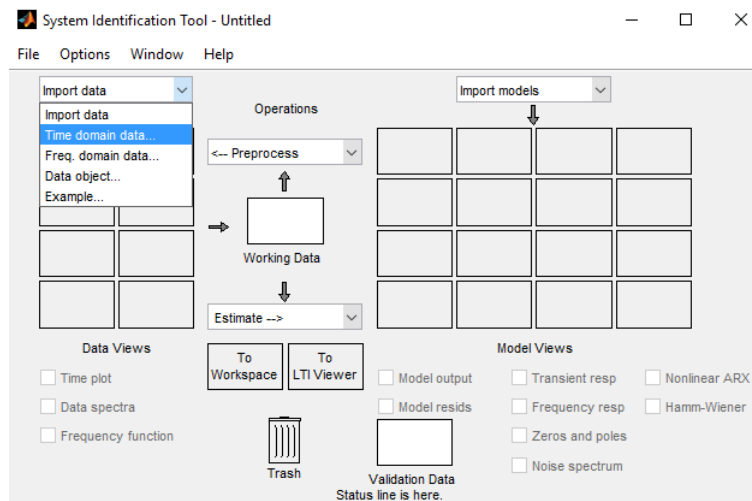 System Identification Tool - Untitled
File Options Window Help
Import data
Import data
Time domain data...
Freq. domain data...
Data object...
Example...
Operations
Import models
<-- Preprocess
Working Data
Estimate -->
Data Views
To Workspace
To LTI Viewer
Model Views
Time plot
Data spectra
Frequency function
Model output
Model resids
Transient resp
Frequency resp
Zeros and poles
Noise spectrum
Nonlinear ARX
Hamm-Wiener
Trash
Validation Data
Status line is here.